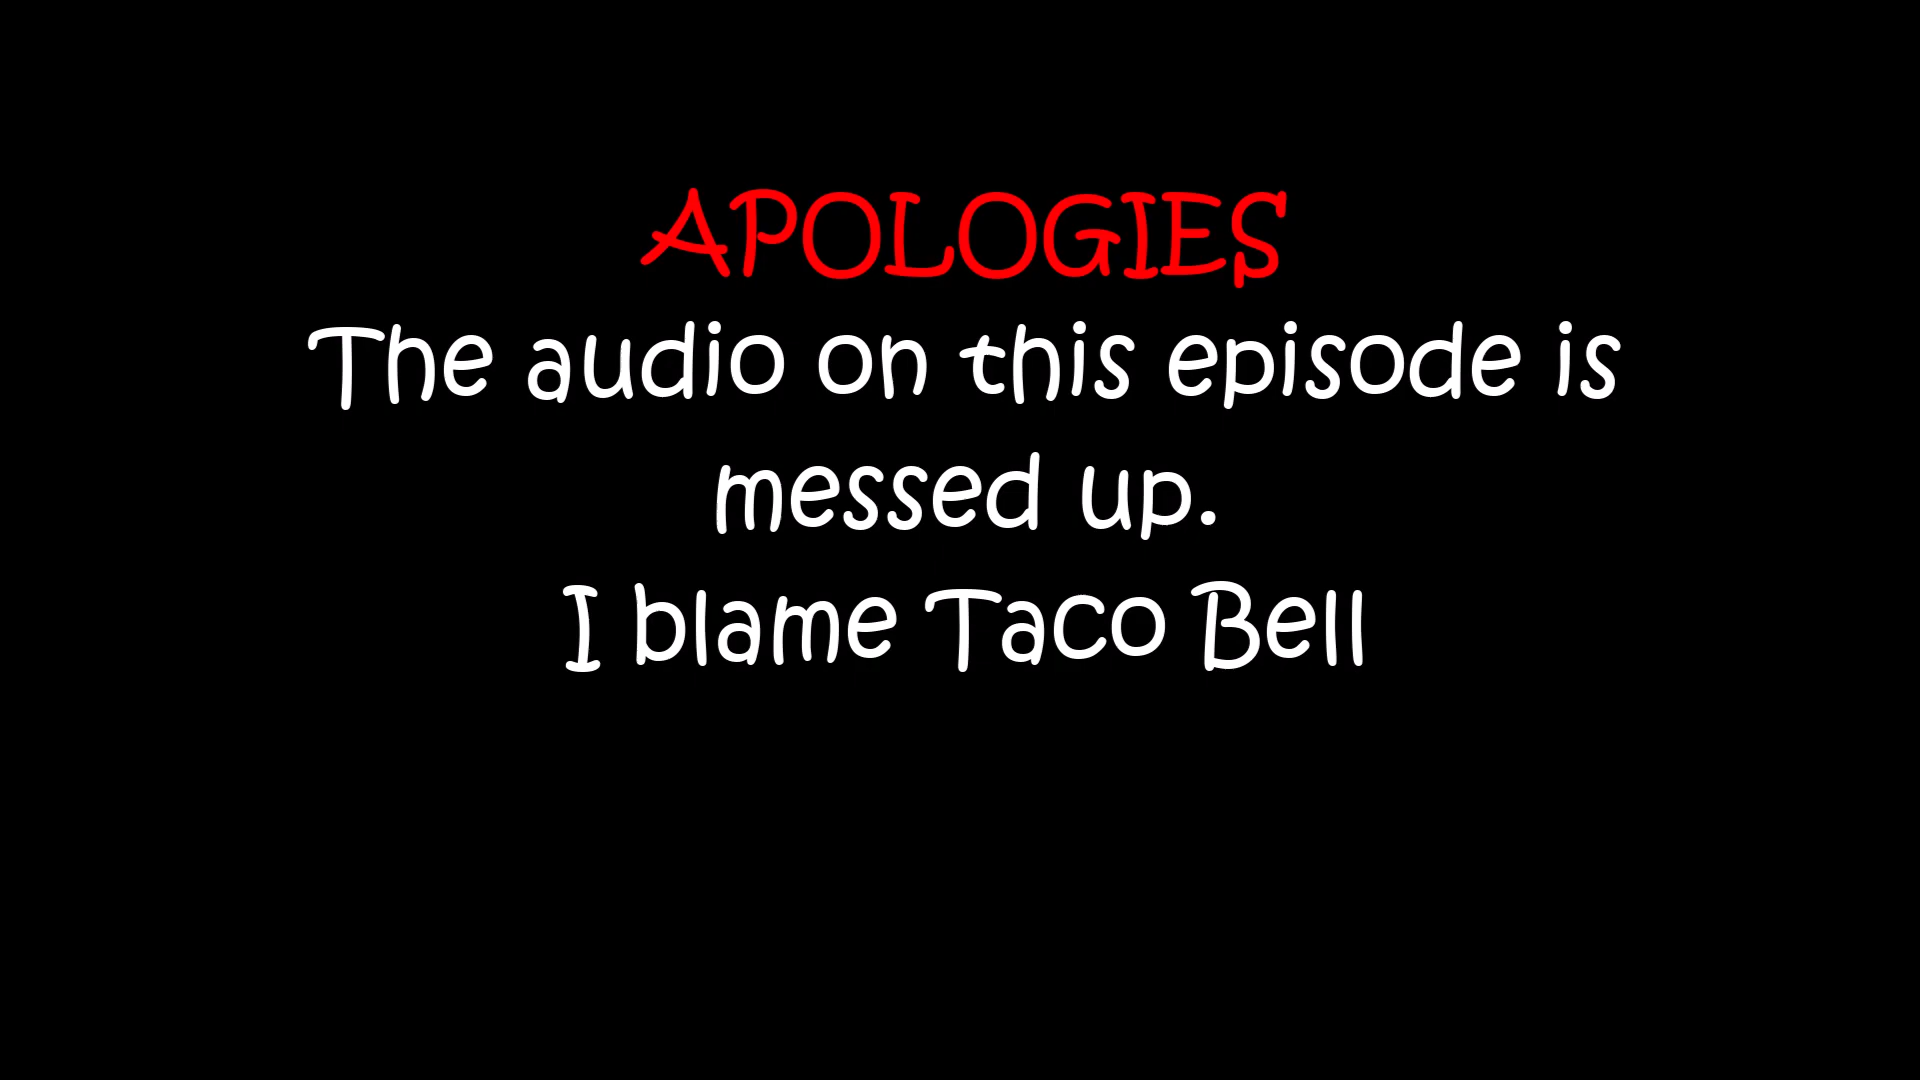 APOLOGIES
The audio on this episode is
messed up.
I blame Taco Bell